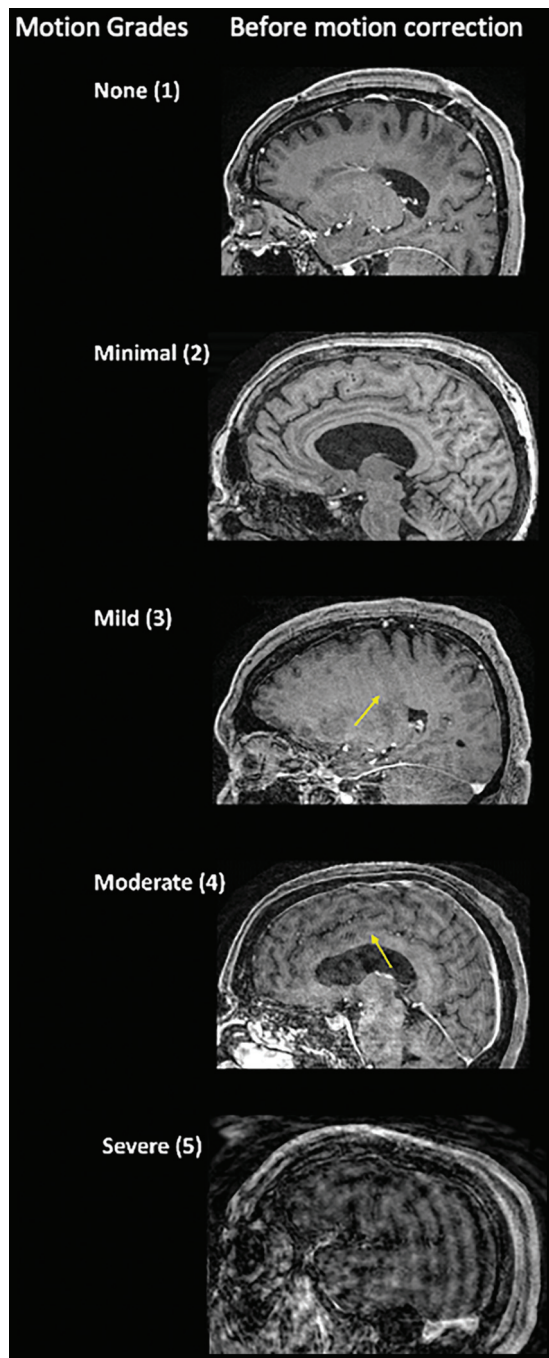 Motion Grades Before motion correction
None (1)
Minimal (2)
Mild (3)
Moderate (4)
Severe (5)